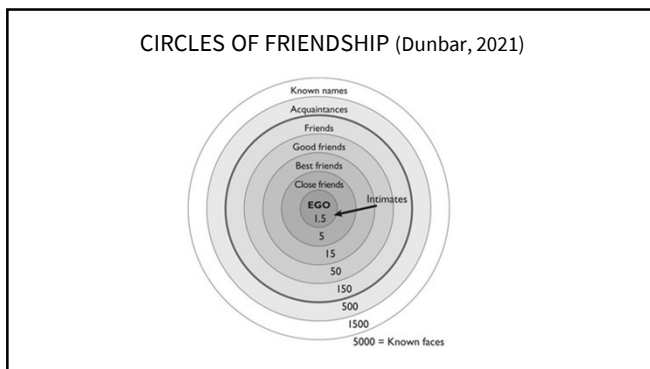 CIRCLES OF FRIENDSHIP (Dunbar, 2021)
Known names
Acquaintances
Friends
Good friends
Best friends
Close friends
Intimates
EGO
1.5
5
15
50
150
500
1500
5000 = Known faces